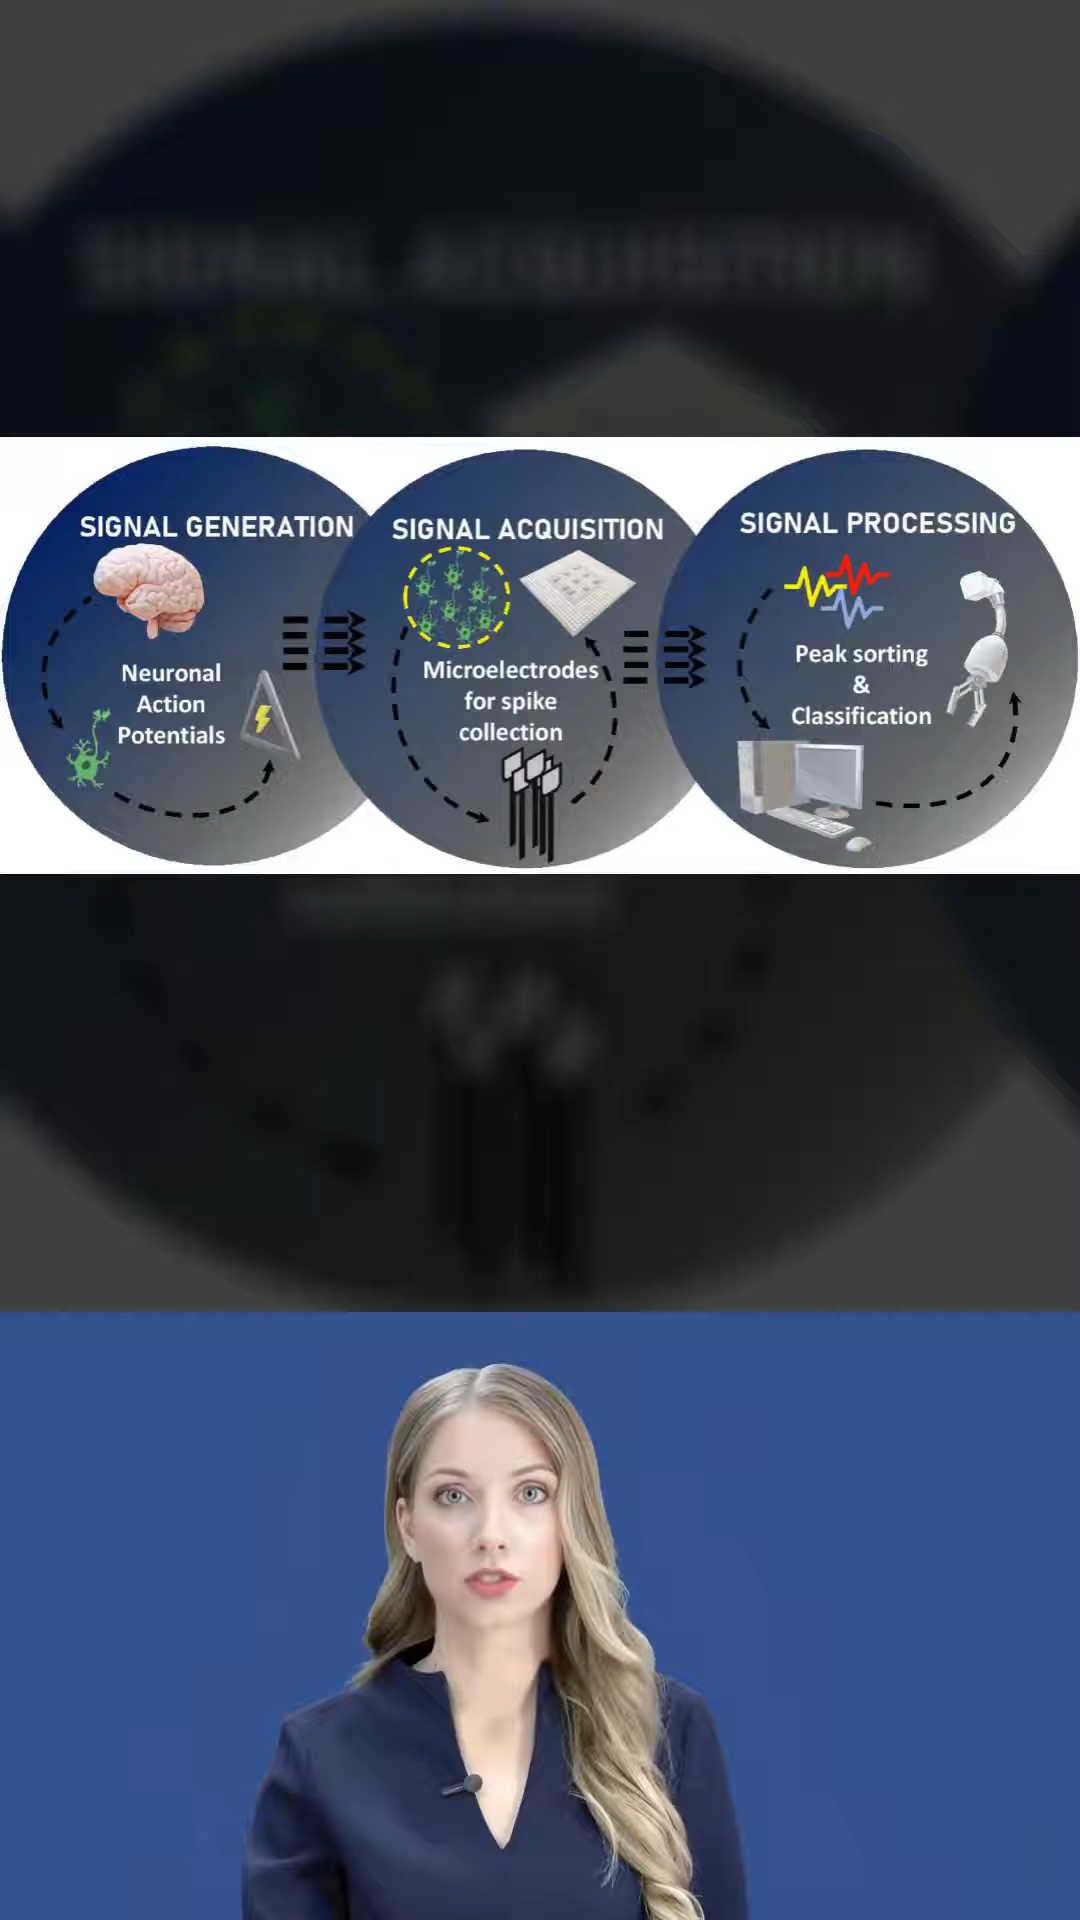 SIGNAL GENERATION
Neuronal
Action
Potentials
SIGNAL ACQUISITION
Microelectrodes
for spike
collection
SIGNAL PROCESSING
Peak sorting
&
Classification